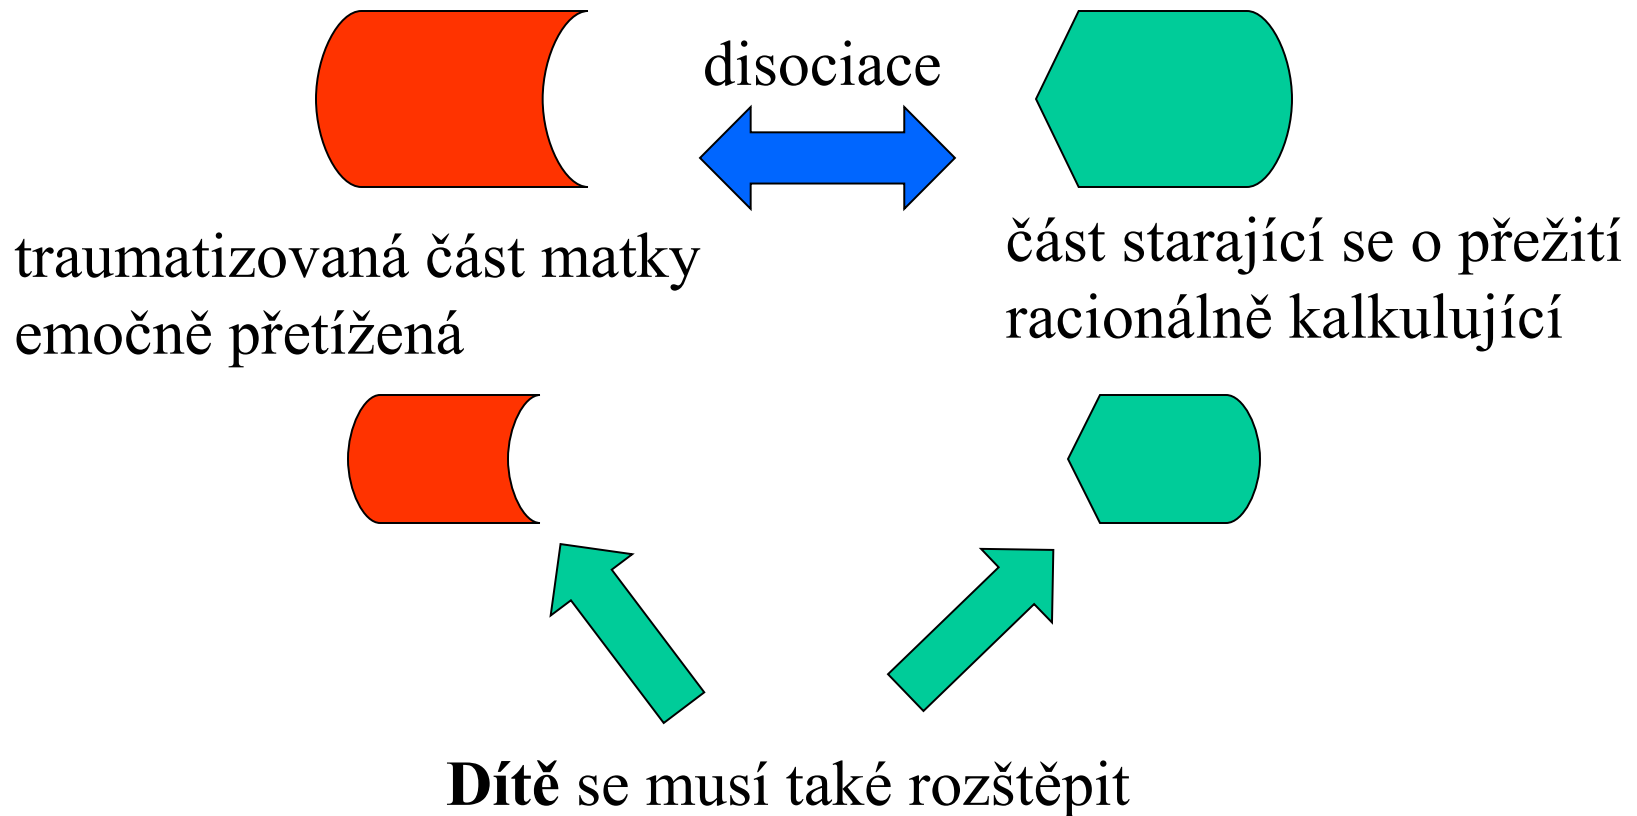 disociace
traumatizovaná část matky
emočně přetížená
část starající se o přežití
racionálně kalkulující
Dítě se musí také rozštěpit